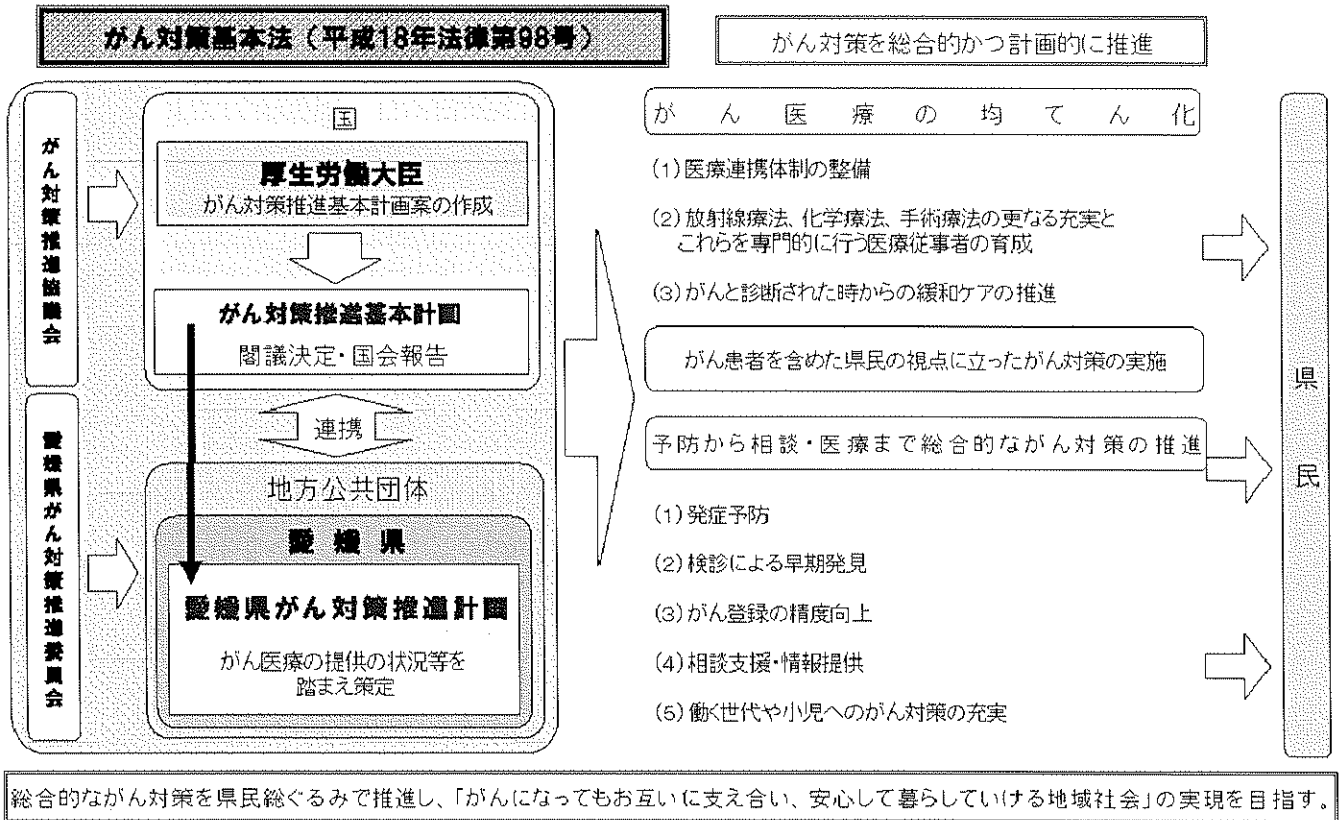 がん対策基本法(平成18年法律第98号)
がん対策を総合的かつ計画的に推進
がん対策推進協議会
国
厚生労働大臣
がん対策推進基本計画案の作成
がん対策推進基本計画
閣議決定・国会報告
連携
愛媛県がん対策推進委員会
地方公共団体
愛媛県
愛媛県がん対策推進計画
がん医療の提供の状況等を
踏まえ策定
がん医療の均てん化
(1)医療連携体制の整備
(2)放射線療法、化学療法、手術療法の更なる充実と
これらを専門的に行う医療従事者の育成
(3)がんと診断された時からの緩和ケアの推進
がん患者を含めた県民の視点に立ったがん対策の実施
予防から相談・医療まで総合的ながん対策の推進
(1)発症予防
(2)検診による早期発見
(3)がん登録の精度向上
(4)相談支援・情報提供
(5)働く世代や小児へのがん対策の充実
県民
総合的ながん対策を県民総ぐるみで推進し、「がんになってもお互いに支え合い、安心して暮らしていける地域社会」の実現を目指す。